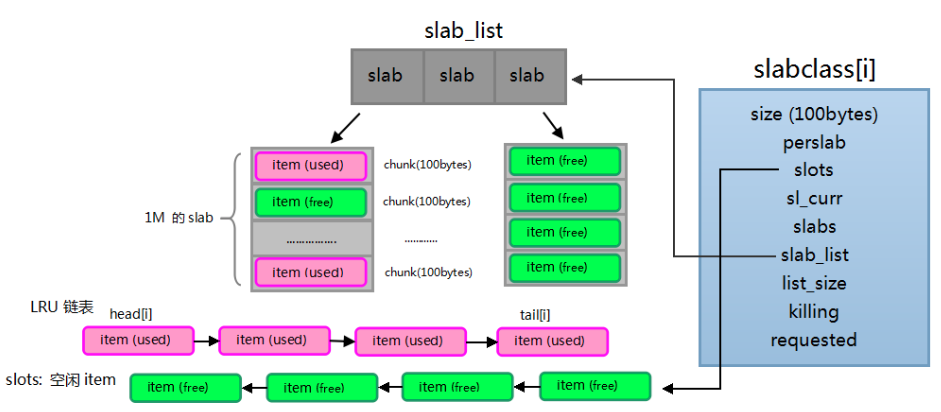 slab_list
slab slab slab
slabclass[i]
size (100bytes)
perslab
slots
sl_curr
slabs
slab_list
list_size
killing
requested
1M 的 slab
item (used) chunk(100bytes)
item (free) chunk(100bytes)
................ ............
item (used) chunk(100bytes)
item (free)
item (free)
item (free)
item (free)
LRU 链表
head[i] tail[i]
item (used) item (used) item (used) item (used)
slots: 空闲 item item (free) item (free) item (free) item (free)